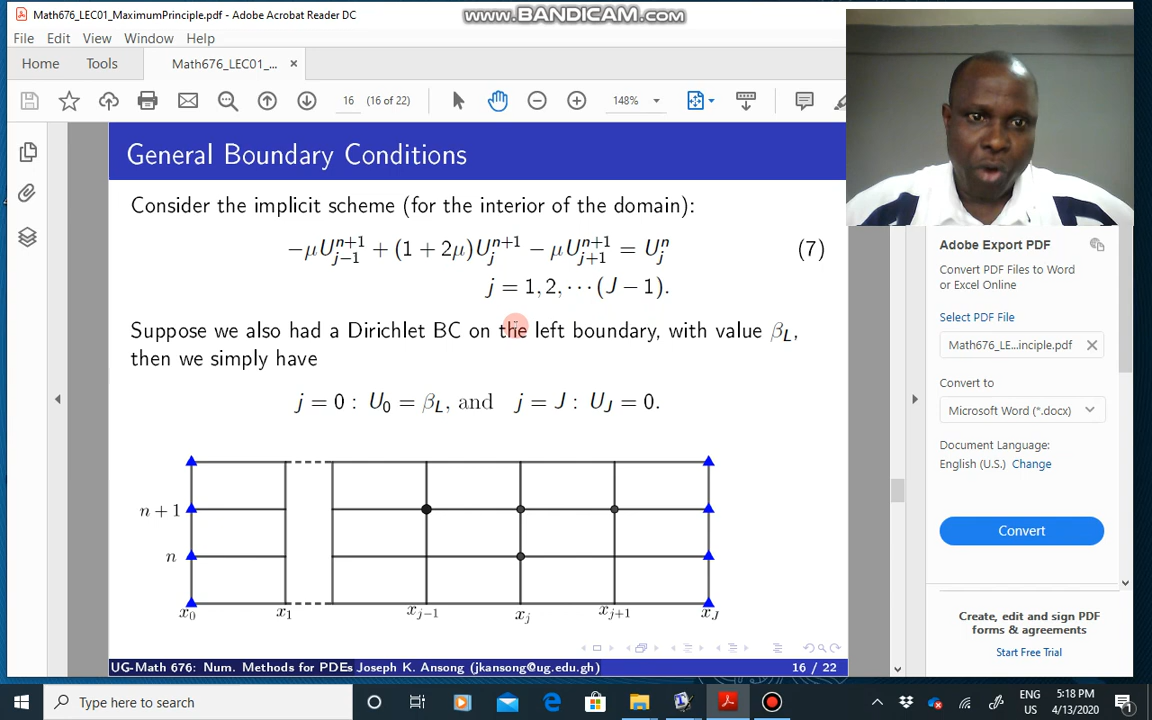 Math676_LEC01_MaximumPrinciple.pdf - Adobe Acrobat Reader DC
www.BANDICAM.com
File Edit View Window Help
Home Tools Math676_LEC01_... ×
16 (16 of 22) 148%
General Boundary Conditions
Consider the implicit scheme (for the interior of the domain):
−μU_{j−1}^{n+1} + (1 + 2μ)U_j^{n+1} − μU_{j+1}^{n+1} = U_j^n (7)
j = 1, 2, ⋯ (J − 1).
Suppose we also had a Dirichlet BC on the left boundary, with value β_L,
then we simply have
j = 0 : U_0 = β_L, and j = J : U_J = 0.
n + 1
n
x_0 x_1 x_{j−1} x_j x_{j+1} x_J
UG-Math 676: Num. Methods for PDEs Joseph K. Ansong (jkansong@ug.edu.gh) 16 / 22
Adobe Export PDF
Convert PDF Files to Word
or Excel Online
Select PDF File
Math676_LE...inciple.pdf ×
Convert to
Microsoft Word (*.docx)
Document Language:
English (U.S.) Change
Convert
Create, edit and sign PDF
forms & agreements
Start Free Trial
Type here to search
ENG
US
5:18 PM
4/13/2020
1